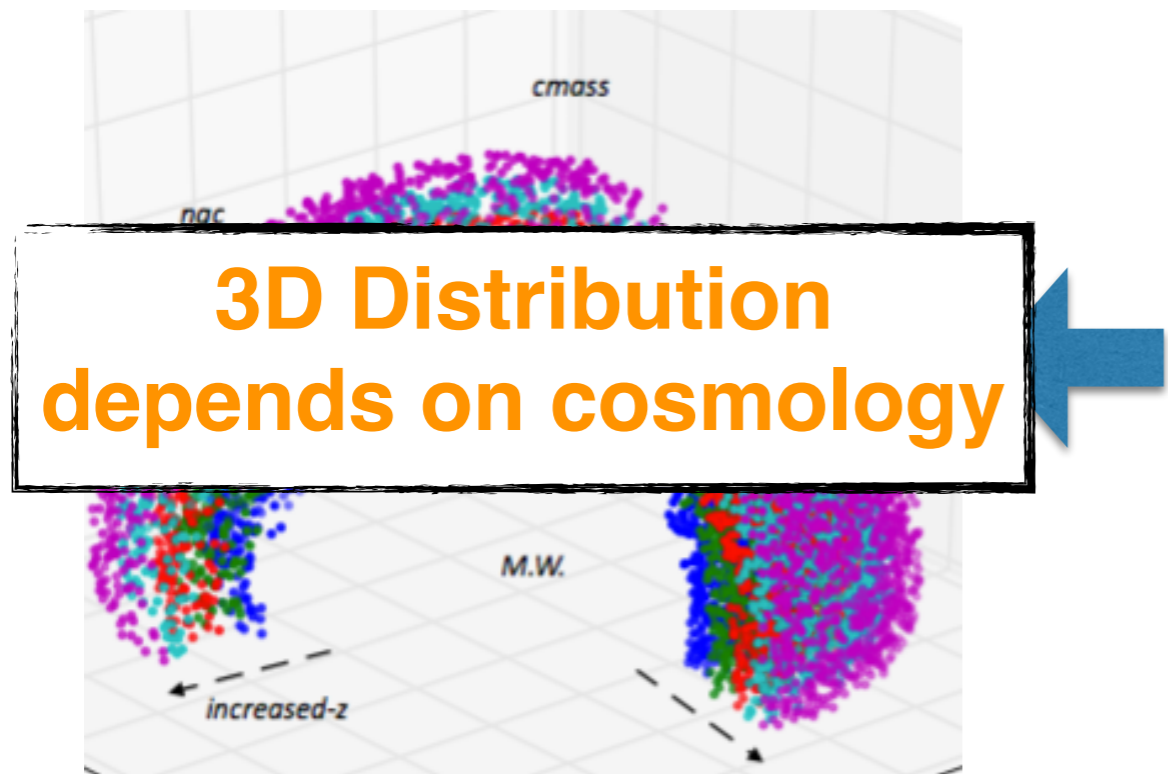 cmass
ngc
3D Distribution
depends on cosmology
M.W.
increased-z